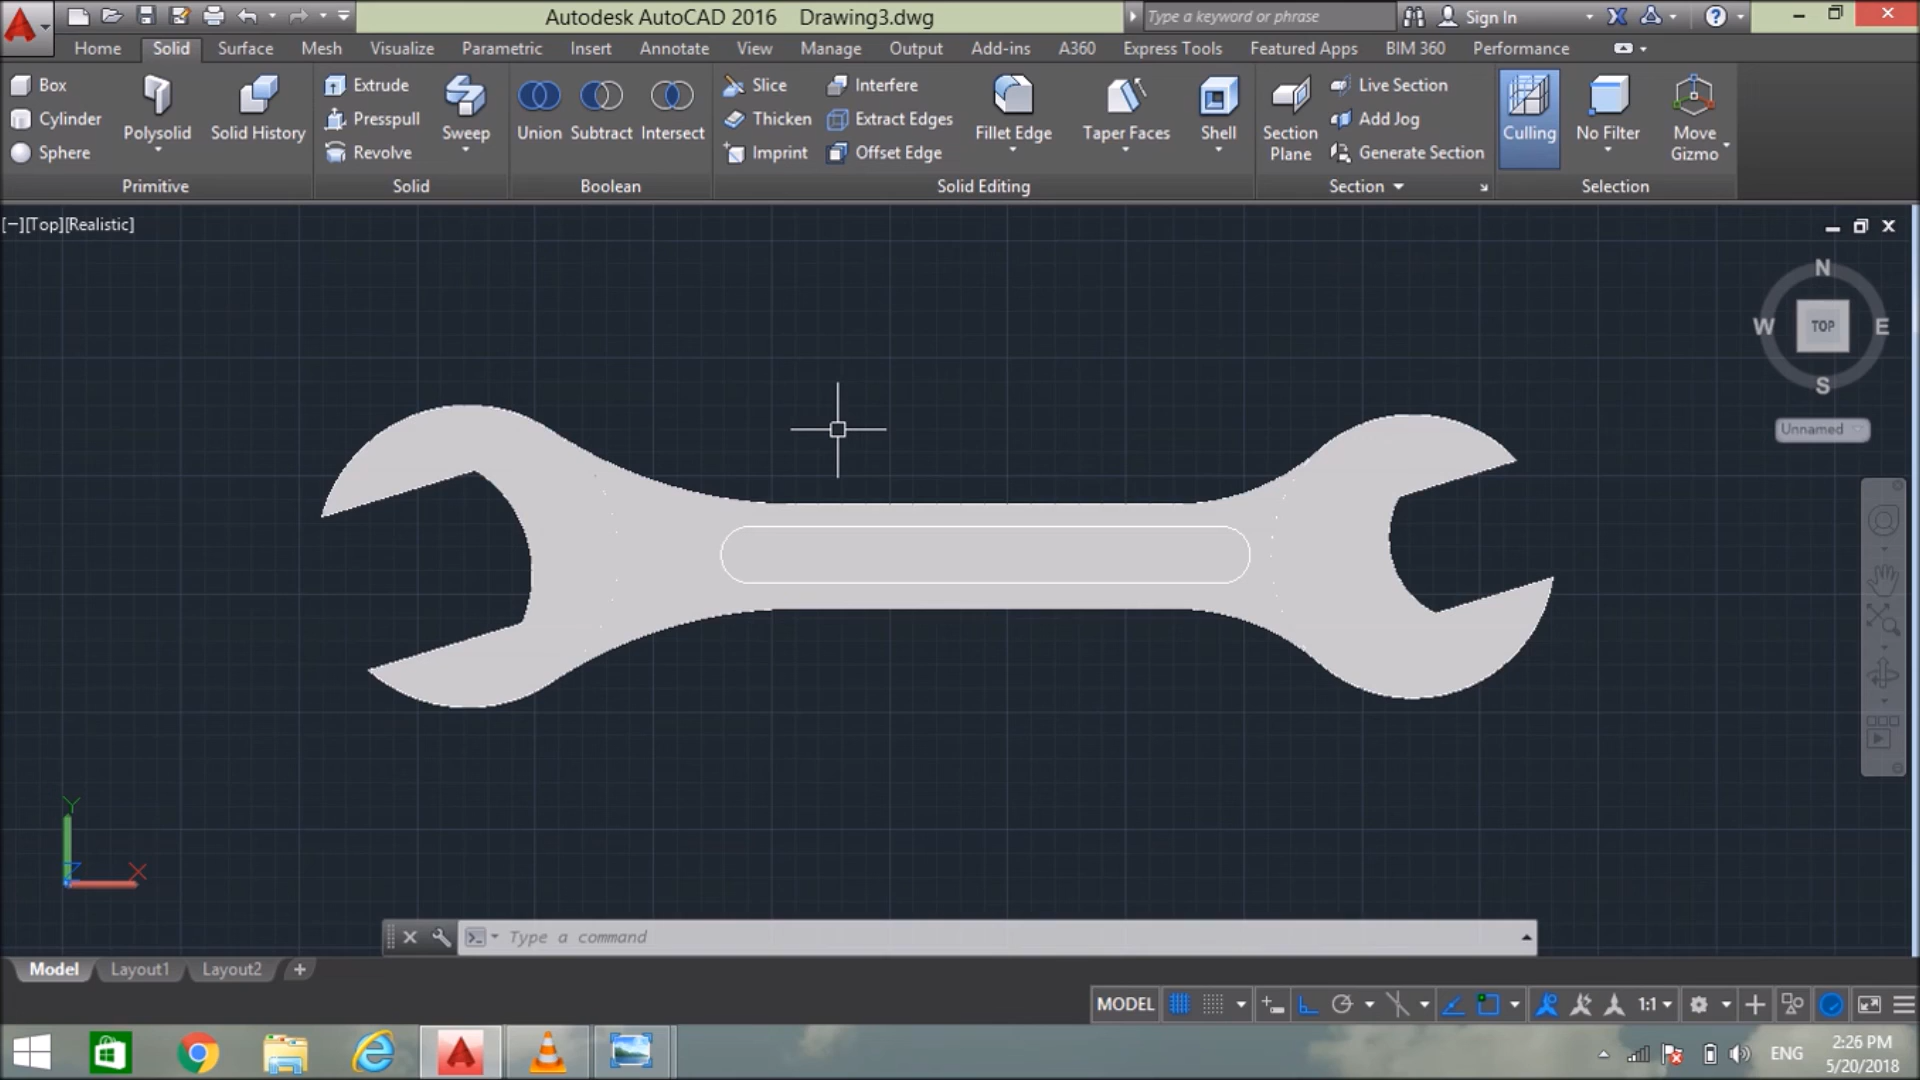 Autodesk AutoCAD 2016 Drawing3.dwg
Type a keyword or phrase
Sign In
Home Solid Surface Mesh Visualize Parametric Insert Annotate View Manage Output Add-ins A360 Express Tools Featured Apps BIM 360 Performance
Box
Cylinder
Sphere
Polysolid
Solid History
Primitive
Extrude
Presspull
Revolve
Sweep
Solid
Union Subtract Intersect
Boolean
Slice
Thicken
Imprint
Interfere
Extract Edges
Offset Edge
Fillet Edge
Taper Faces
Shell
Solid Editing
Section
Plane
Live Section
Add Jog
Generate Section
Section
Culling
No Filter
Move
Gizmo
Selection
[−][Top][Realistic]
N
W TOP E
S
Unnamed
Y
Z X
Type a command
Model Layout1 Layout2 +
MODEL 1:1
ENG
2:26 PM
5/20/2018